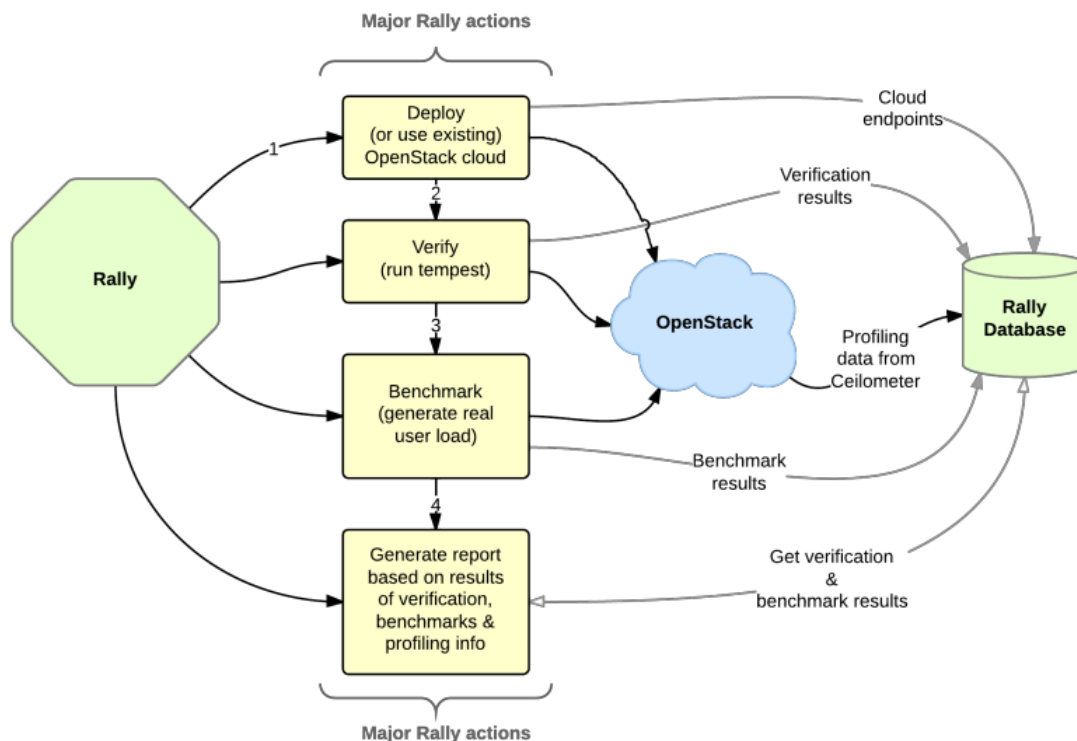 Major Rally actions
Deploy
(or use existing)
OpenStack cloud
Cloud
endpoints
1
2
Verification
results
Verify
(run tempest)
Rally
OpenStack
Rally
Database
3
Profiling
data from
Ceilometer
Benchmark
(generate real
user load)
Benchmark
results
4
Generate report
based on results
of verification,
benchmarks &
profiling info
Get verification
&
benchmark results
Major Rally actions